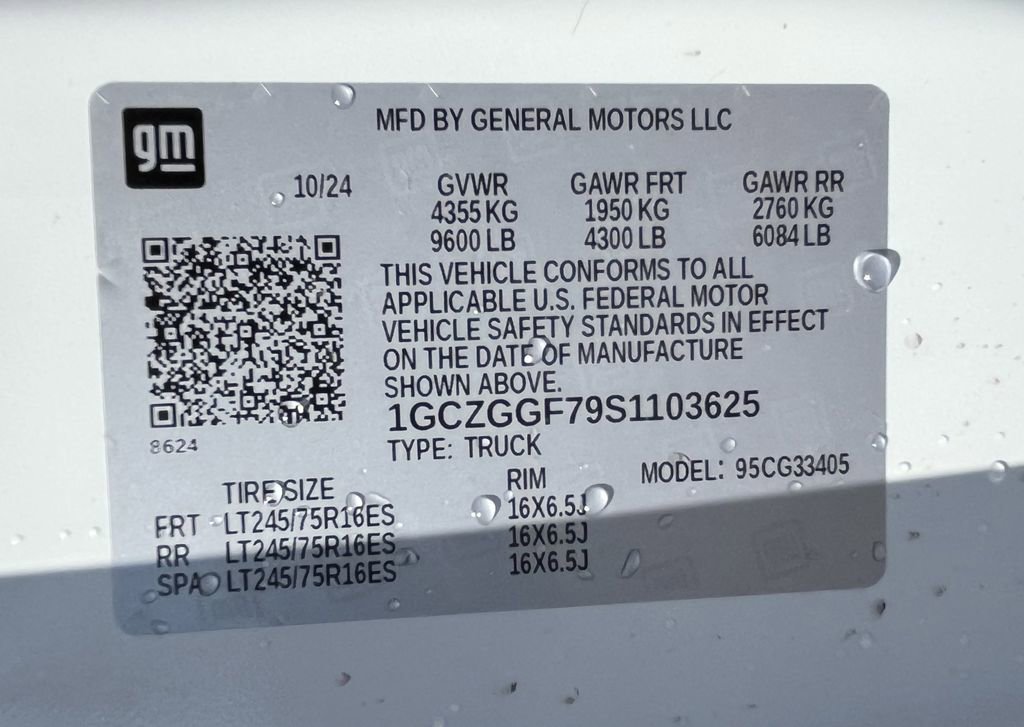 gm
MFD BY GENERAL MOTORS LLC
10/24 GVWR GAWR FRT GAWR RR
4355 KG 1950 KG 2760 KG
9600 LB 4300 LB 6084 LB
THIS VEHICLE CONFORMS TO ALL
APPLICABLE U.S. FEDERAL MOTOR
VEHICLE SAFETY STANDARDS IN EFFECT
ON THE DATE OF MANUFACTURE
SHOWN ABOVE.
1GCZGGF79S1103625
8624
TYPE: TRUCK
MODEL: 95CG33405
TIRE SIZE RIM
FRT LT245/75R16ES 16X6.5J
RR LT245/75R16ES 16X6.5J
SPA LT245/75R16ES 16X6.5J